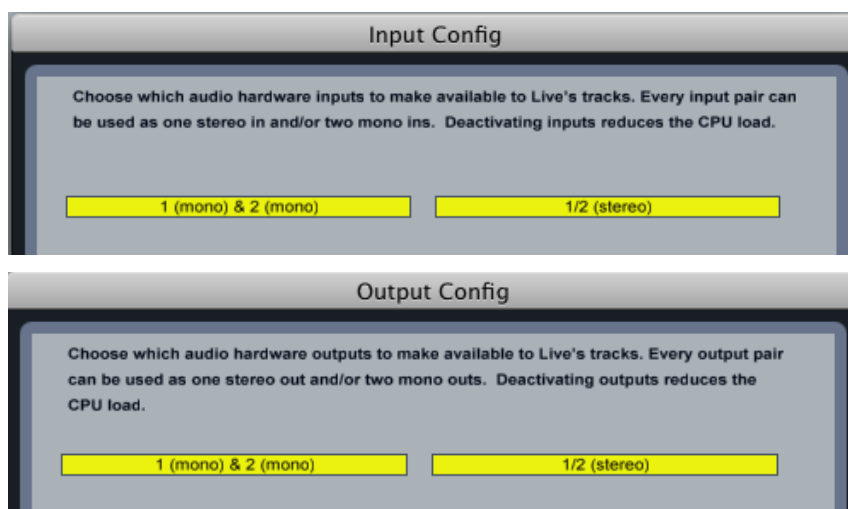 Input Config
Choose which audio hardware inputs to make available to Live's tracks. Every input pair can
be used as one stereo in and/or two mono ins.  Deactivating inputs reduces the CPU load.
1 (mono) & 2 (mono) 1/2 (stereo)
Output Config
Choose which audio hardware outputs to make available to Live's tracks. Every output pair
can be used as one stereo out and/or two mono outs.  Deactivating outputs reduces the
CPU load.
1 (mono) & 2 (mono) 1/2 (stereo)